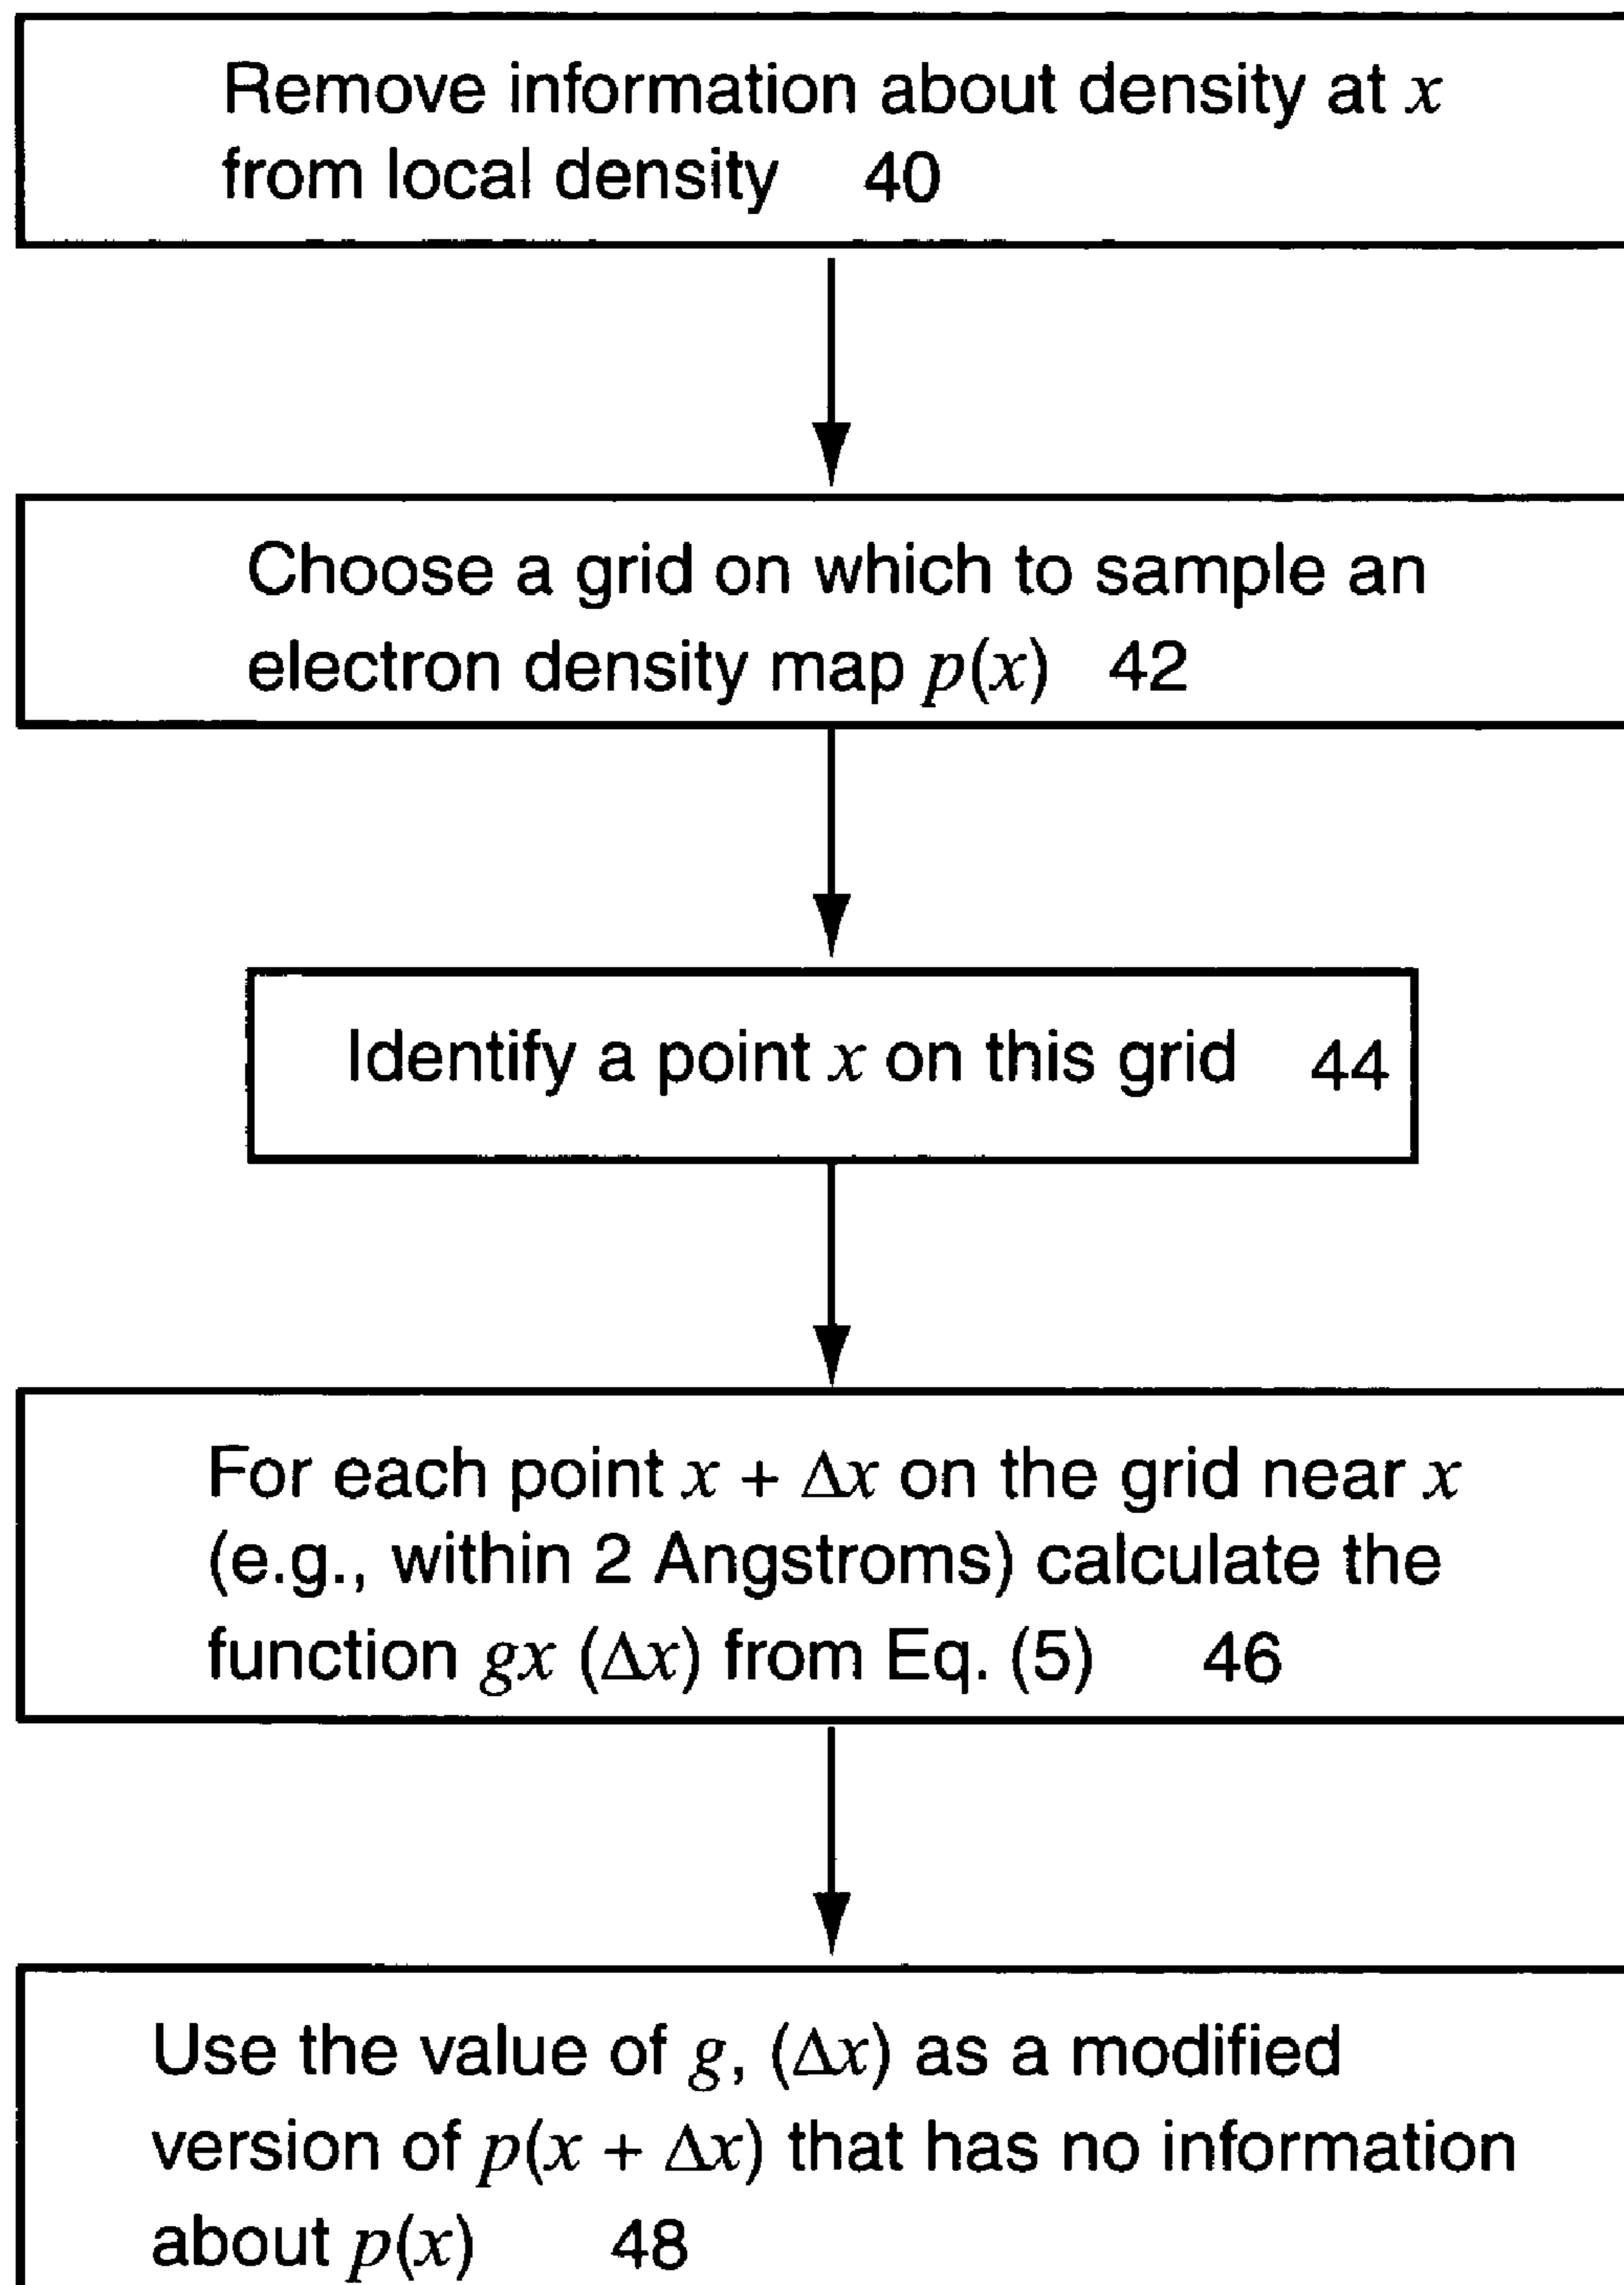 Remove information about density at x
from local density 40
Choose a grid on which to sample an
electron density map p(x) 42
Identify a point x on this grid 44
For each point x + Δx on the grid near x
(e.g., within 2 Angstroms) calculate the
function gx (Δx) from Eq. (5) 46
Use the value of g, (Δx) as a modified
version of p(x + Δx) that has no information
about p(x) 48